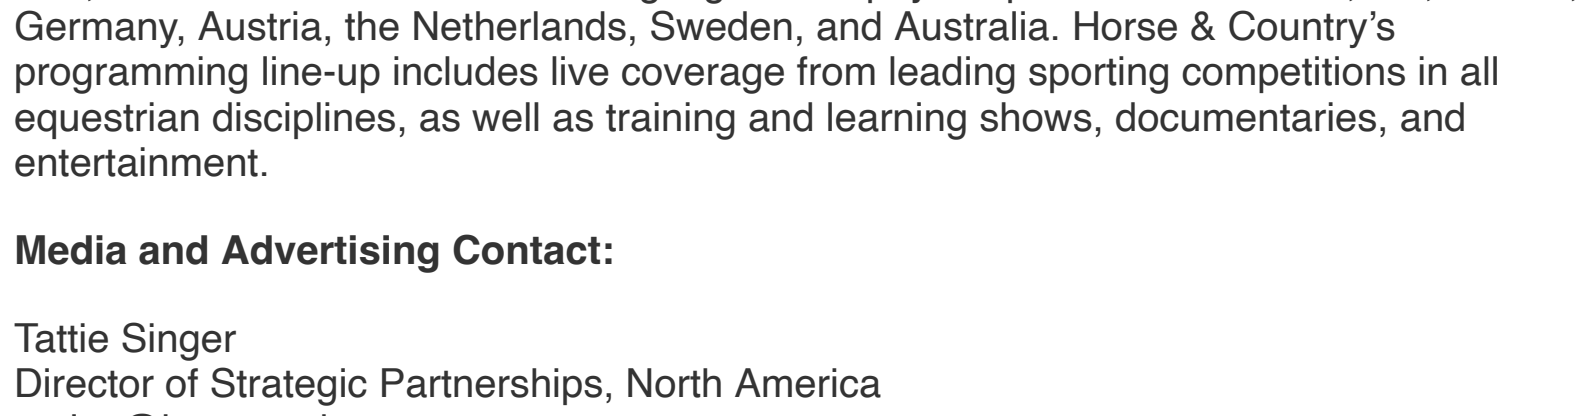 Germany, Austria, the Netherlands, Sweden, and Australia. Horse & Country’s
programming line-up includes live coverage from leading sporting competitions in all
equestrian disciplines, as well as training and learning shows, documentaries, and
entertainment.
Media and Advertising Contact:
Tattie Singer
Director of Strategic Partnerships, North America